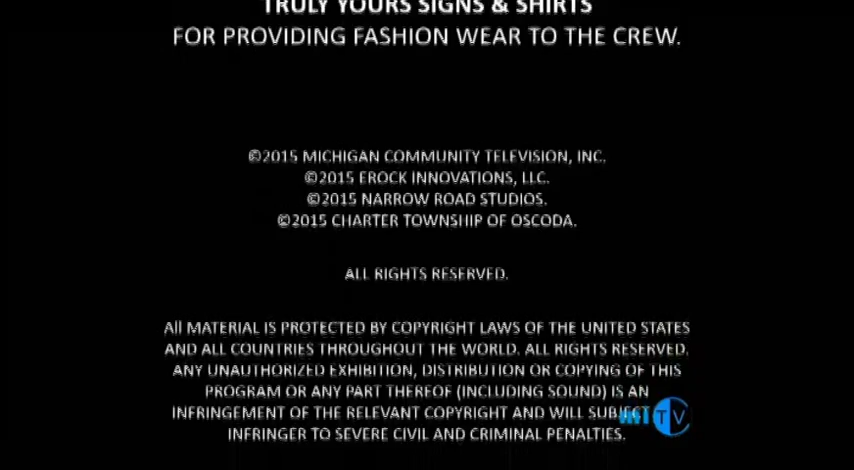 TRULY YOURS SIGNS & SHIRTS
FOR PROVIDING FASHION WEAR TO THE CREW.
©2015 MICHIGAN COMMUNITY TELEVISION, INC.
©2015 EROCK INNOVATIONS, LLC.
©2015 NARROW ROAD STUDIOS.
©2015 CHARTER TOWNSHIP OF OSCODA.
ALL RIGHTS RESERVED.
All MATERIAL IS PROTECTED BY COPYRIGHT LAWS OF THE UNITED STATES
AND ALL COUNTRIES THROUGHOUT THE WORLD. ALL RIGHTS RESERVED.
ANY UNAUTHORIZED EXHIBITION, DISTRIBUTION OR COPYING OF THIS
PROGRAM OR ANY PART THEREOF (INCLUDING SOUND) IS AN
INFRINGEMENT OF THE RELEVANT COPYRIGHT AND WILL SUBJECT
mi TV
INFRINGER TO SEVERE CIVIL AND CRIMINAL PENALTIES.